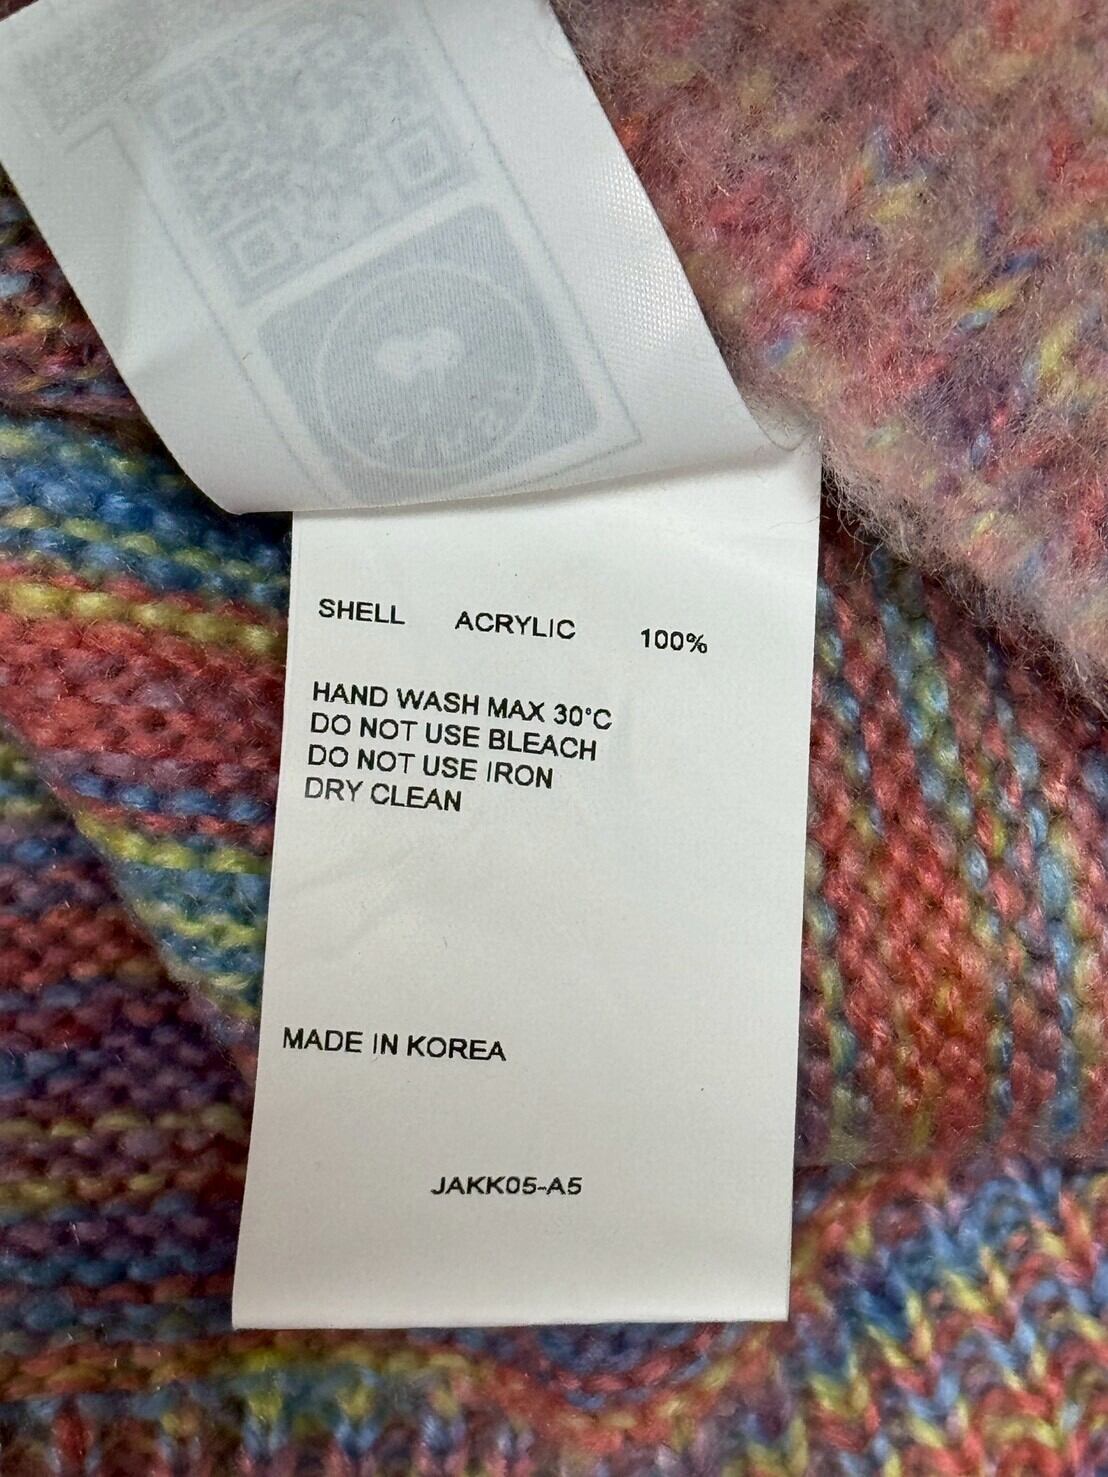 SHELL ACRYLIC 100%
HAND WASH MAX 30°C
DO NOT USE BLEACH
DO NOT USE IRON
DRY CLEAN
MADE IN KOREA
JAKK05-A5